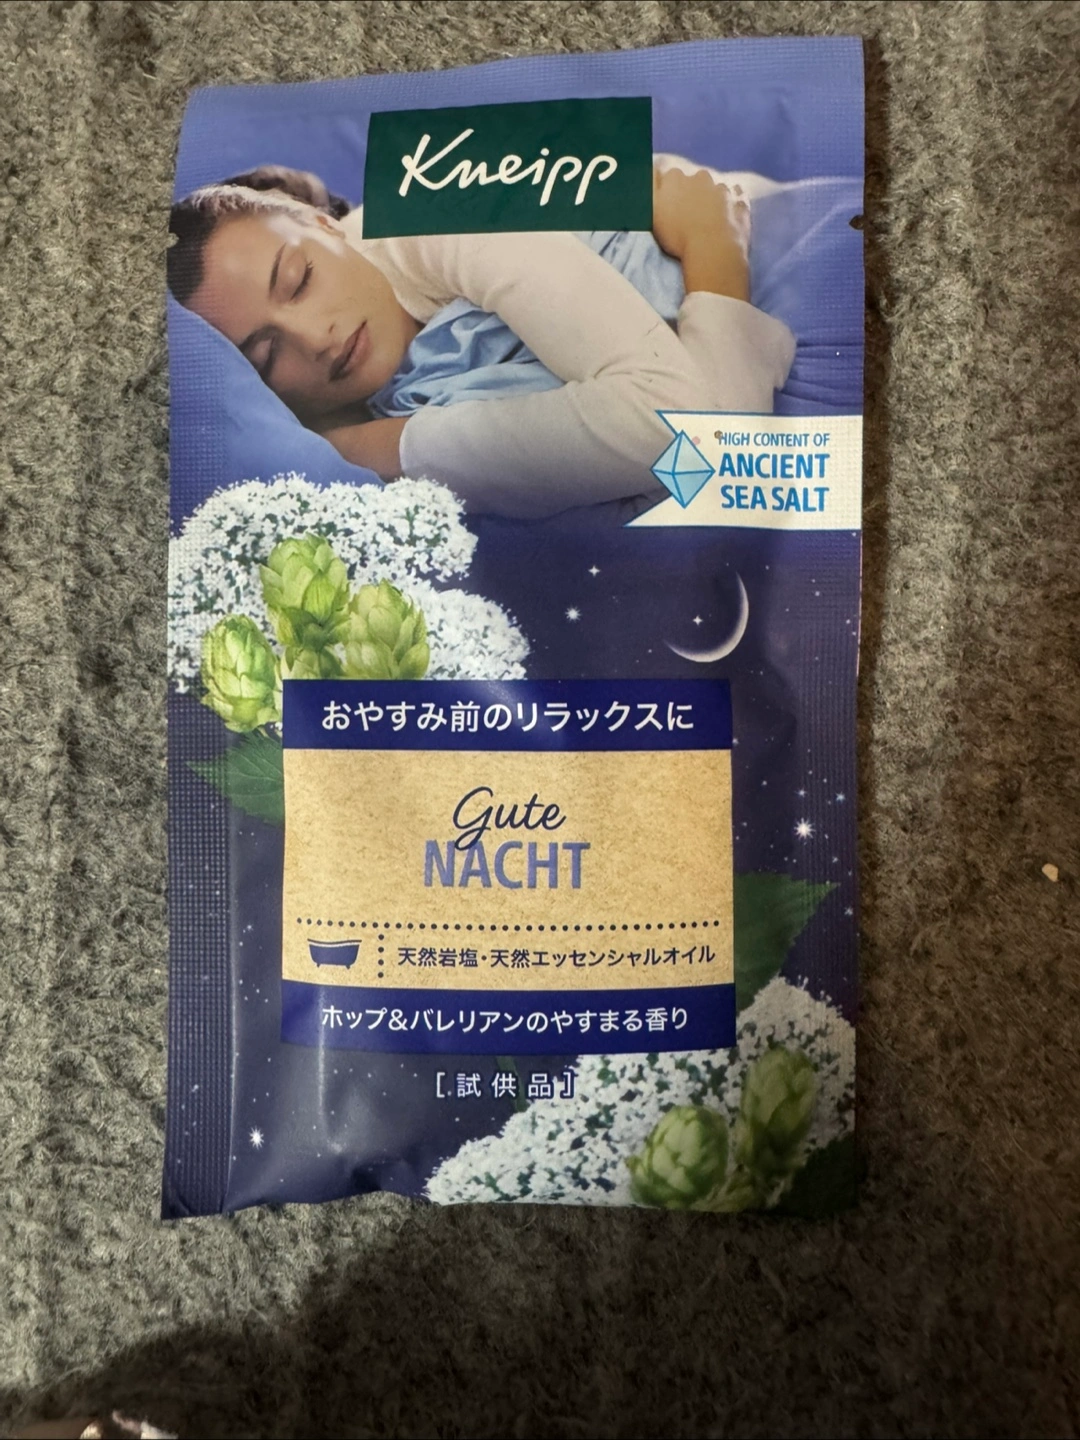 Kneipp
HIGH CONTENT OF
ANCIENT
SEA SALT
おやすみ前のリラックスに
Gute
NACHT
天然岩塩・天然エッセンシャルオイル
ホップ&バレリアンのやすまる香り
[試供品]